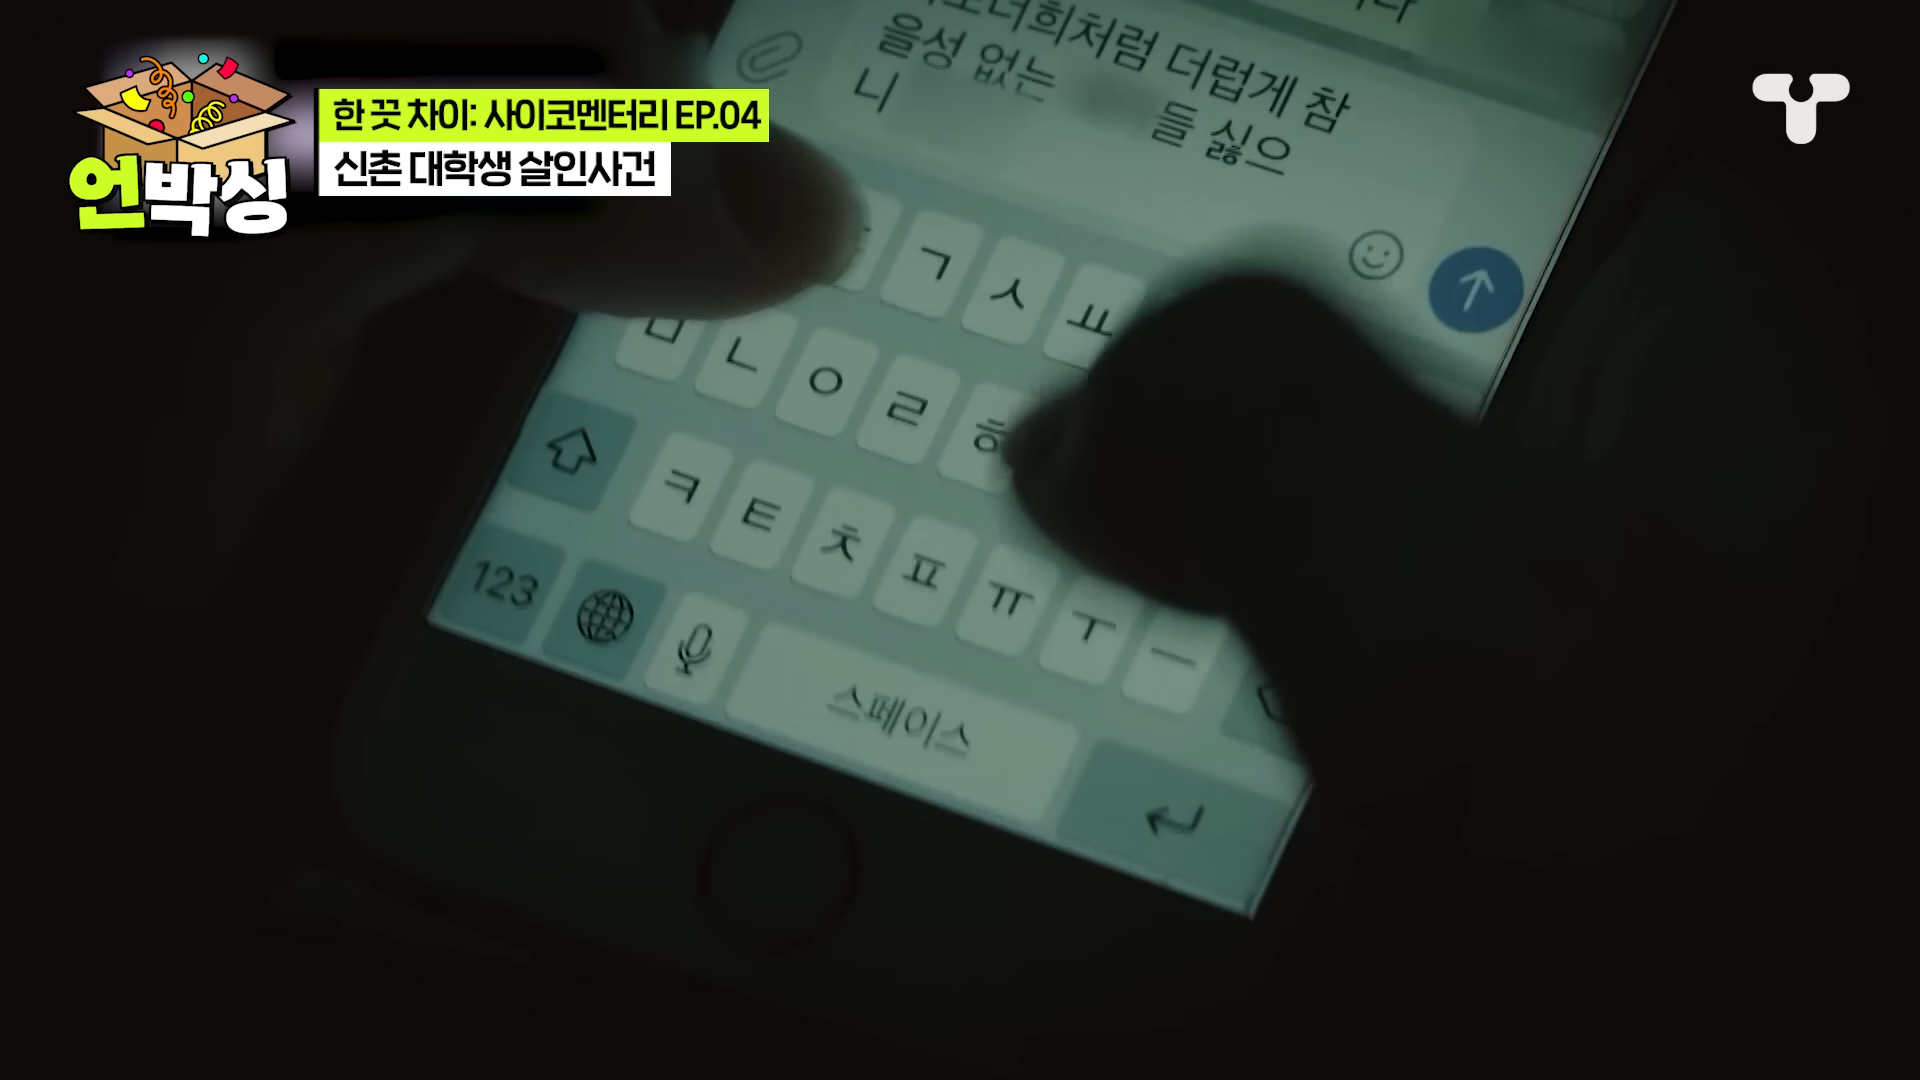 한 끗 차이: 사이코멘터리 EP.04
신촌 대학생 살인사건
언박싱
너희처럼 더럽게 참
을성 없는 들 싫으
니
ㄱ ㅅ ㅛ
ㅁ ㄴ ㅇ ㄹ ㅎ
ㅋ ㅌ ㅊ ㅍ ㅠ ㅜ ㅡ
123
스페이스